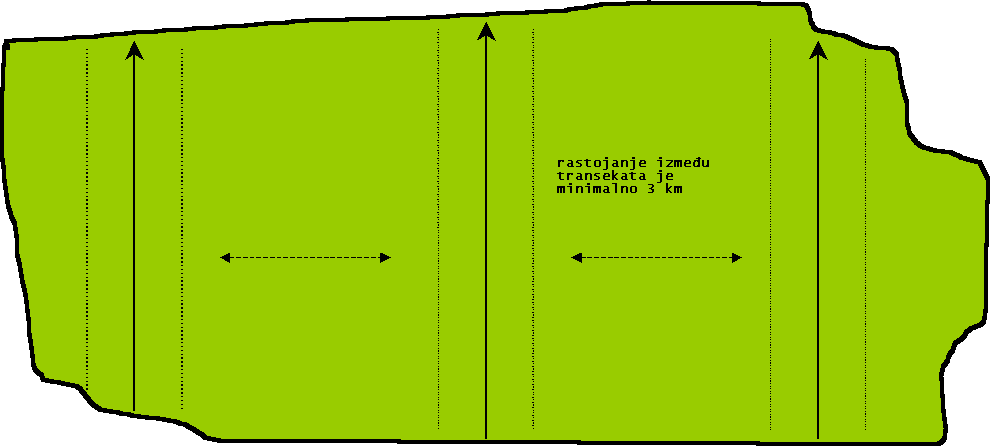 rastojanje između
transekata je
minimalno 3 km